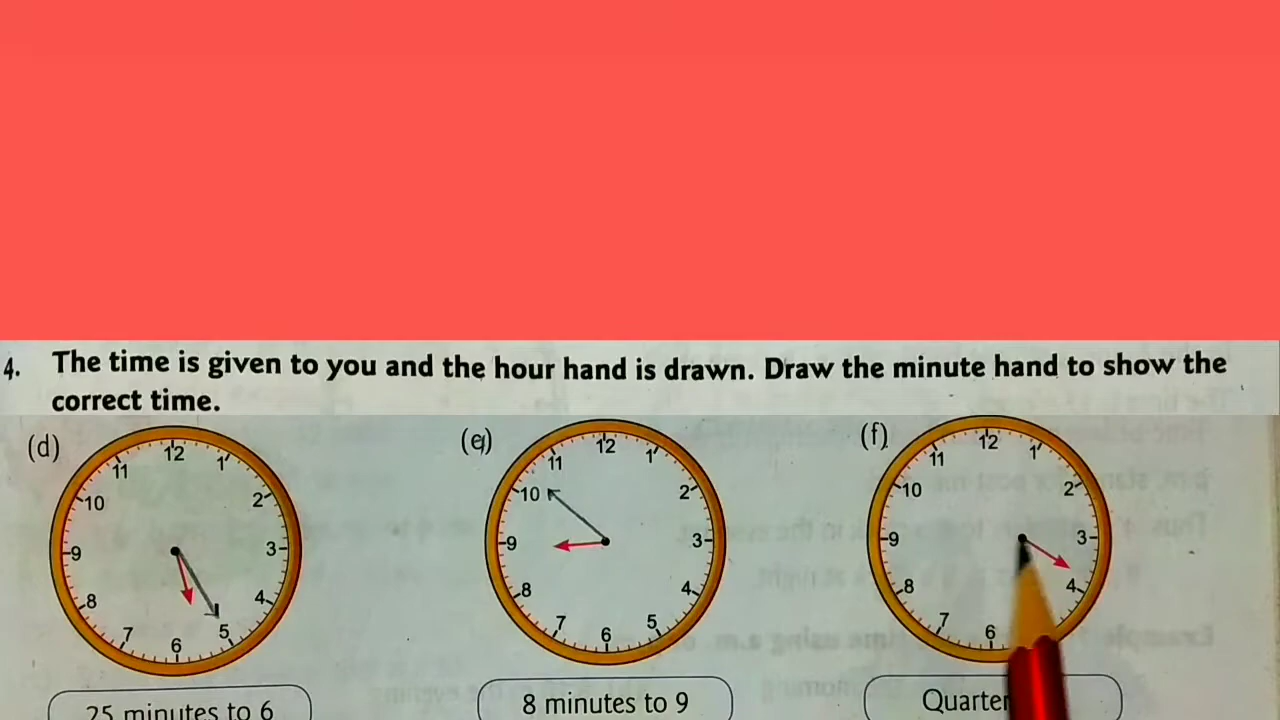 4. The time is given to you and the hour hand is drawn. Draw the minute hand to show the
correct time.
(d) (e) (f)
12 1 2 3 4 5 6 7 8 9 10 11
12 1 2 3 4 5 6 7 8 9 10 11
12 1 2 3 4 6 7 8 9 10 11
25 minutes to 6
8 minutes to 9
Quarter